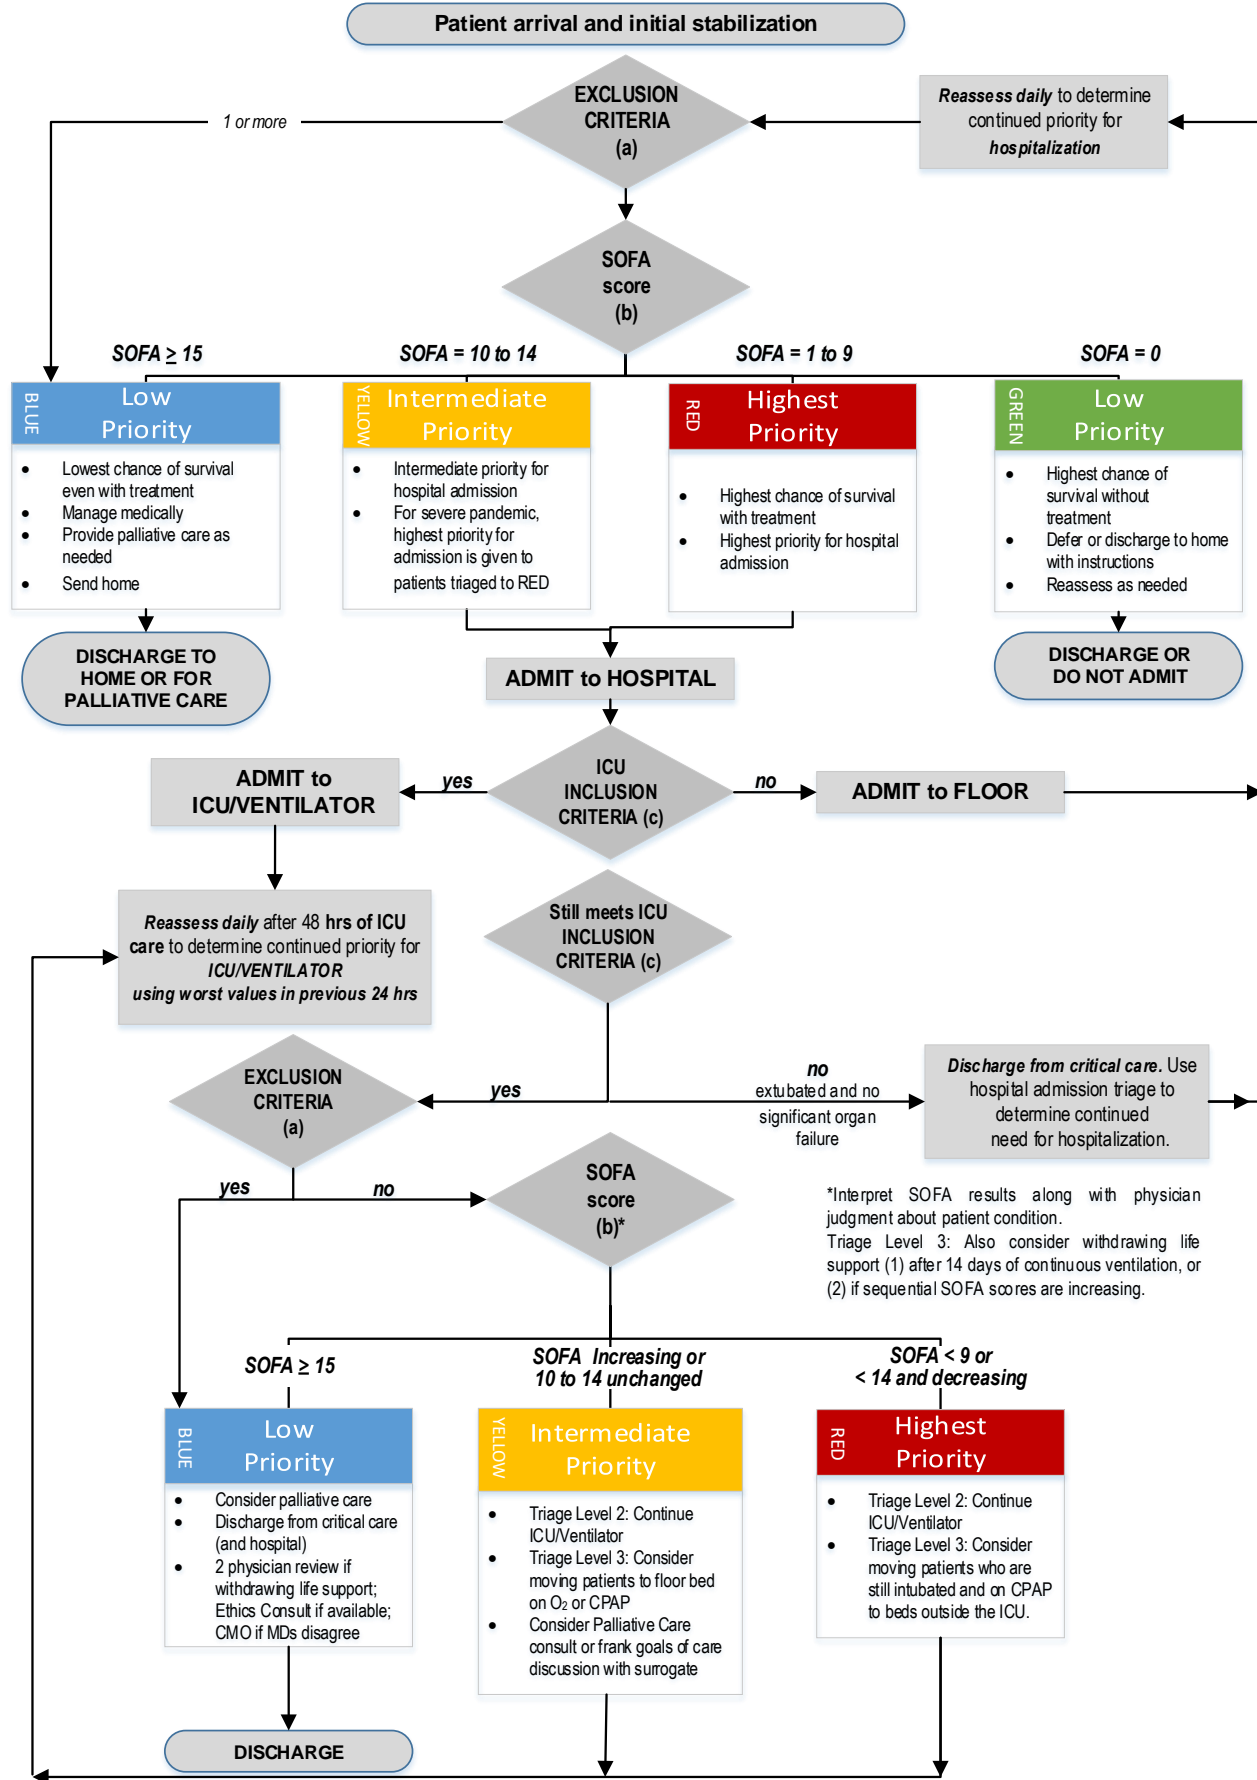 Patient arrival and initial stabilization
EXCLUSION
CRITERIA
(a)
Reassess daily to determine
continued priority for
hospitalization
1 or more
SOFA
score
(b)
SOFA ≥ 15
SOFA = 10 to 14
SOFA = 1 to 9
SOFA = 0
BLUE
Low
Priority
• Lowest chance of survival
even with treatment
• Manage medically
• Provide palliative care as
needed
• Send home
YELLOW
Intermediate
Priority
• Intermediate priority for
hospital admission
• For severe pandemic,
highest priority for
admission is given to
patients triaged to RED
RED
Highest
Priority
• Highest chance of survival
with treatment
• Highest priority for hospital
admission
GREEN
Low
Priority
• Highest chance of
survival without
treatment
• Defer or discharge to home
with instructions
• Reassess as needed
DISCHARGE TO
HOME OR FOR
PALLIATIVE CARE
ADMIT to HOSPITAL
DISCHARGE OR
DO NOT ADMIT
ADMIT to
ICU/VENTILATOR
yes
ICU
INCLUSION
CRITERIA (c)
no
ADMIT to FLOOR
Reassess daily after 48 hrs of ICU
care to determine continued priority for
ICU/VENTILATOR
using worst values in previous 24 hrs
Still meets ICU
INCLUSION
CRITERIA (c)
EXCLUSION
CRITERIA
(a)
yes
no
extubated and no
significant organ
failure
Discharge from critical care. Use
hospital admission triage to
determine continued
need for hospitalization.
yes
no
SOFA
score
(b)*
*Interpret SOFA results along with physician
judgment about patient condition.
Triage Level 3: Also consider withdrawing life
support (1) after 14 days of continuous ventilation, or
(2) if sequential SOFA scores are increasing.
SOFA ≥ 15
SOFA Increasing or
10 to 14 unchanged
SOFA < 9 or
< 14 and decreasing
BLUE
Low
Priority
• Consider palliative care
• Discharge from critical care
(and hospital)
• 2 physician review if
withdrawing life support;
Ethics Consult if available;
CMO if MDs disagree
YELLOW
Intermediate
Priority
• Triage Level 2: Continue
ICU/Ventilator
• Triage Level 3: Consider
moving patients to floor bed
on O₂ or CPAP
• Consider Palliative Care
consult or frank goals of care
discussion with surrogate
RED
Highest
Priority
• Triage Level 2: Continue
ICU/Ventilator
• Triage Level 3: Consider
moving patients who are
still intubated and on CPAP
to beds outside the ICU.
DISCHARGE